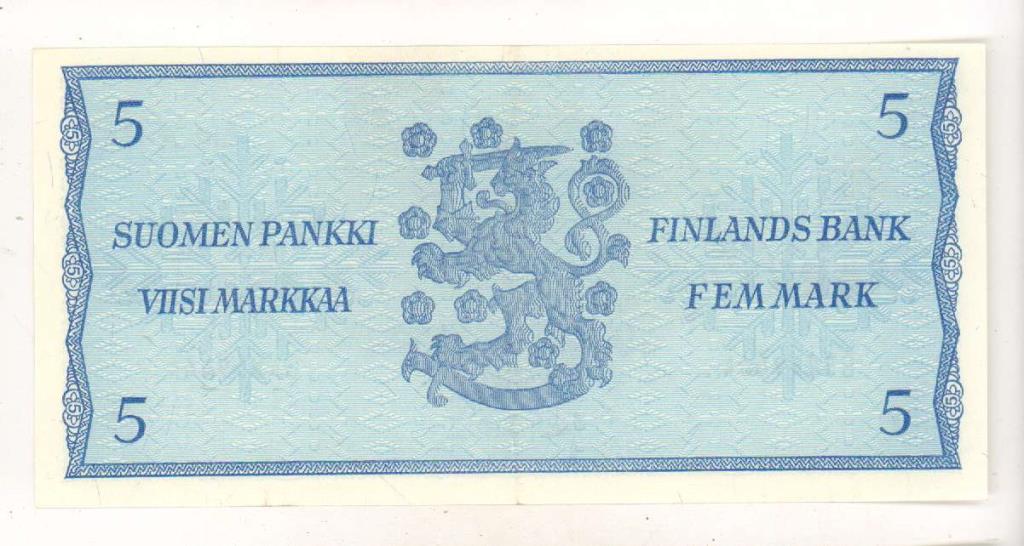 5
5
SUOMEN PANKKI
FINLANDS BANK
VIISI MARKKAA
FEM MARK
5
5